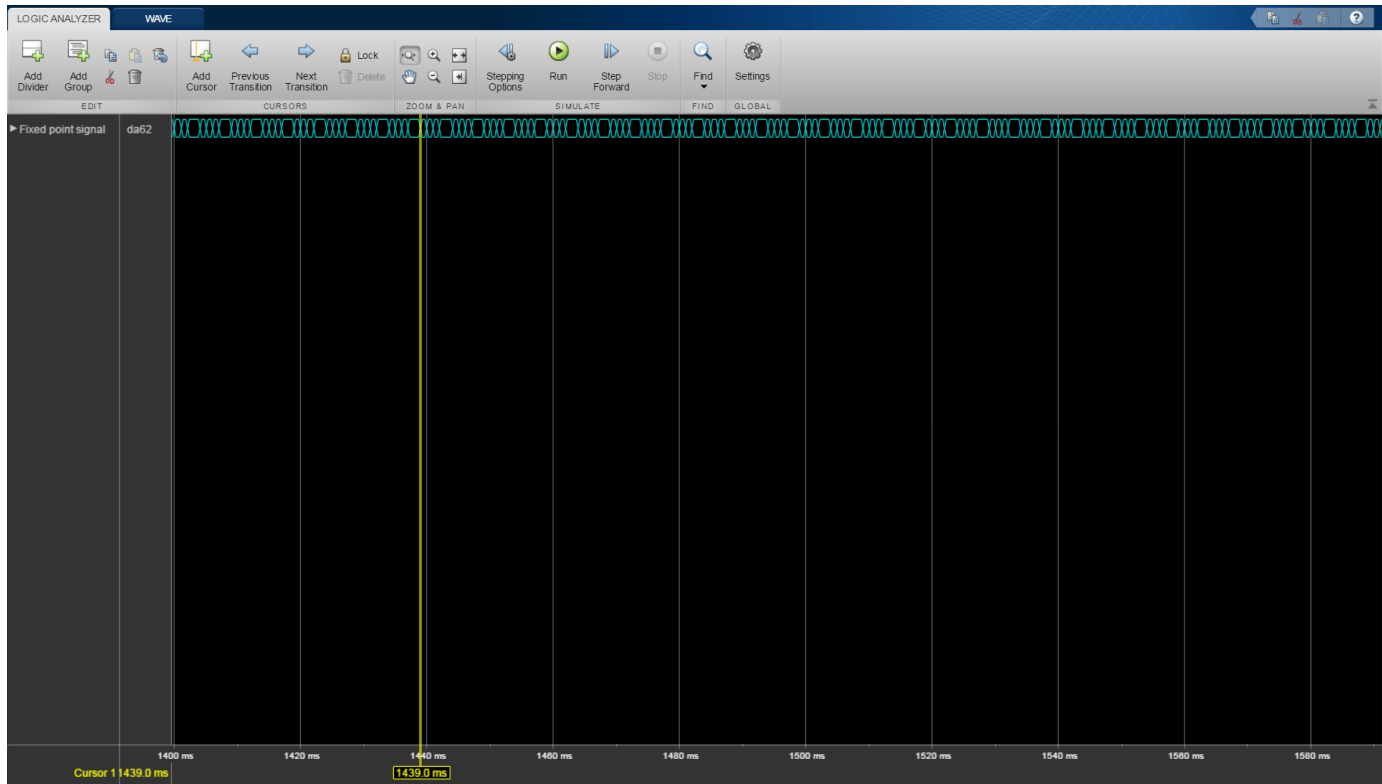 LOGIC ANALYZER WAVE
?
Add Divider
Add Group
Add Cursor
Previous Transition
Next Transition
Lock
Delete
Stepping Options
Run
Step Forward
Stop
Find
Settings
EDIT CURSORS ZOOM & PAN SIMULATE FIND GLOBAL
Fixed point signal da62
1400 ms 1420 ms 1440 ms 1460 ms 1480 ms 1500 ms 1520 ms 1540 ms 1560 ms 1580 ms
Cursor 1 1439.0 ms 1439.0 ms